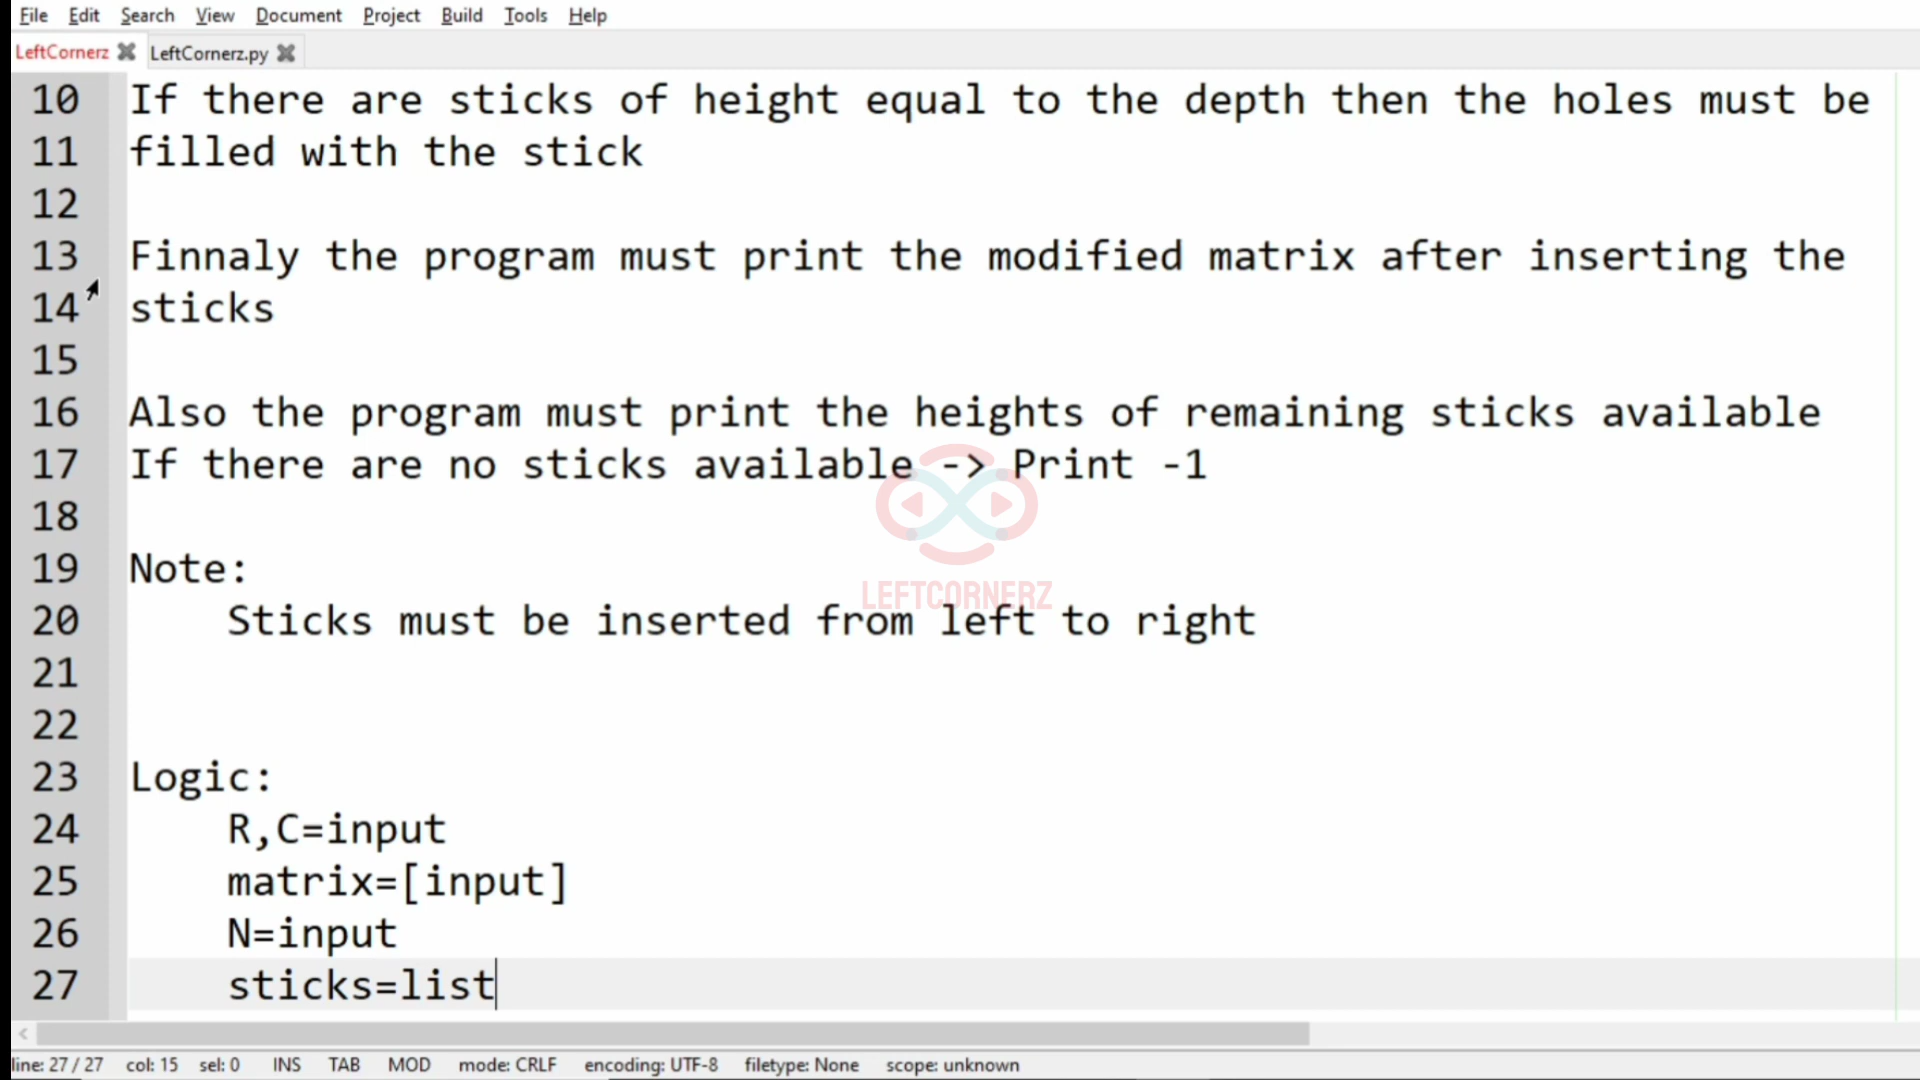 File Edit Search View Document Project Build Tools Help
LeftCornerz LeftCornerz.py
10 If there are sticks of height equal to the depth then the holes must be
11 filled with the stick
12
13 Finnaly the program must print the modified matrix after inserting the
14 sticks
15
16 Also the program must print the heights of remaining sticks available
17 If there are no sticks available -> Print -1
18
19 Note:
LEFTCORNERZ
20 Sticks must be inserted from left to right
21
22
23 Logic:
24 R,C=input
25 matrix=[input]
26 N=input
27 sticks=list
line: 27 / 27 col: 15 sel: 0 INS TAB MOD mode: CRLF encoding: UTF-8 filetype: None scope: unknown